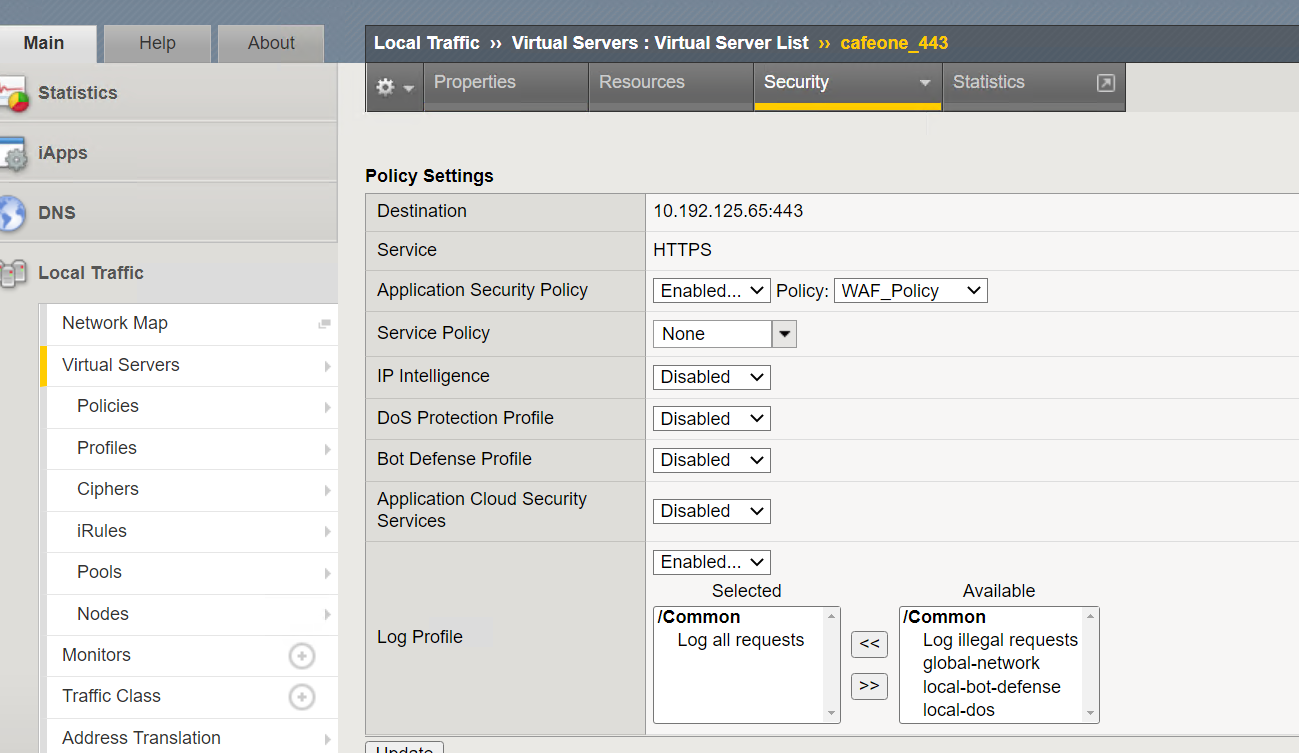 Main
Help
About
Statistics
iApps
DNS
Local Traffic
Network Map
Virtual Servers
Policies
Profiles
Ciphers
iRules
Pools
Nodes
Monitors
Traffic Class
Address Translation
Local Traffic ›› Virtual Servers : Virtual Server List ›› cafeone_443
Properties
Resources
Security
Statistics
Policy Settings
Destination 10.192.125.65:443
Service HTTPS
Application Security Policy Enabled... Policy: WAF_Policy
Service Policy None
IP Intelligence Disabled
DoS Protection Profile Disabled
Bot Defense Profile Disabled
Application Cloud Security
Services
Disabled
Log Profile
Enabled...
Selected
/Common
Log all requests
<<
>>
Available
/Common
Log illegal requests
global-network
local-bot-defense
local-dos
Update